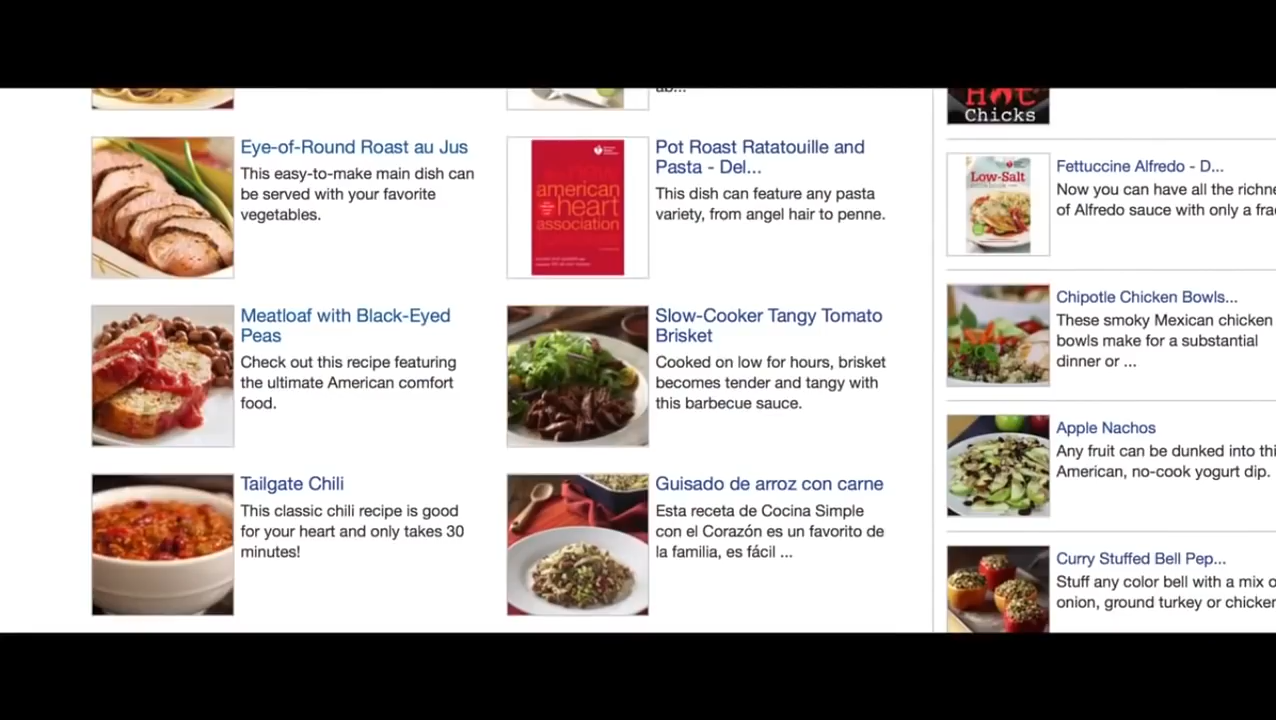 ab...
Hot
Chicks
Eye-of-Round Roast au Jus
This easy-to-make main dish can
be served with your favorite
vegetables.
american
heart
association
Pot Roast Ratatouille and
Pasta - Del...
This dish can feature any pasta
variety, from angel hair to penne.
Low-Salt
Fettuccine Alfredo - D...
Now you can have all the richne
of Alfredo sauce with only a fra
Meatloaf with Black-Eyed
Peas
Check out this recipe featuring
the ultimate American comfort
food.
Slow-Cooker Tangy Tomato
Brisket
Cooked on low for hours, brisket
becomes tender and tangy with
this barbecue sauce.
Chipotle Chicken Bowls...
These smoky Mexican chicken
bowls make for a substantial
dinner or ...
Apple Nachos
Any fruit can be dunked into thi
American, no-cook yogurt dip.
Tailgate Chili
This classic chili recipe is good
for your heart and only takes 30
minutes!
Guisado de arroz con carne
Esta receta de Cocina Simple
con el Corazón es un favorito de
la familia, es fácil ...
Curry Stuffed Bell Pep...
Stuff any color bell with a mix o
onion, ground turkey or chicker